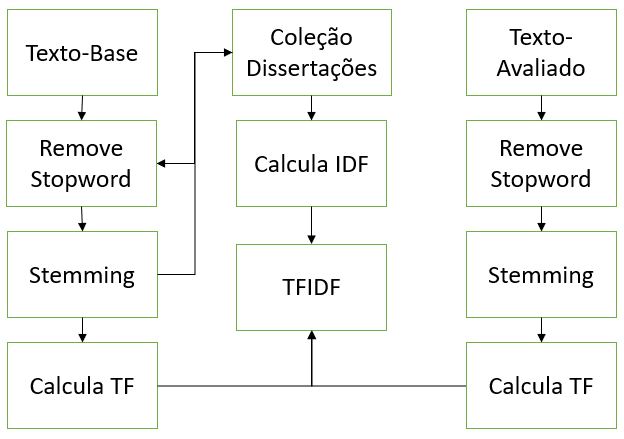 Texto-Base
Remove
Stopword
Stemming
Calcula TF
Coleção
Dissertações
Calcula IDF
TFIDF
Texto-
Avaliado
Remove
Stopword
Stemming
Calcula TF